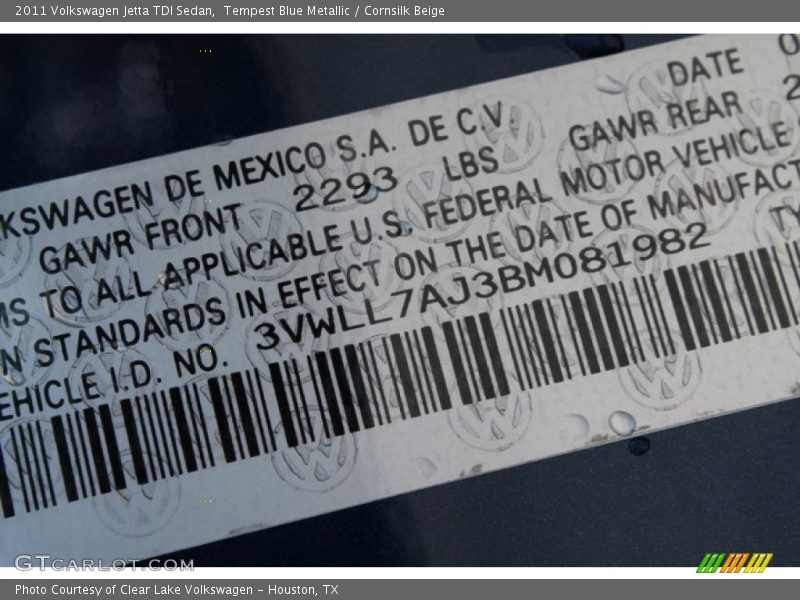 2011 Volkswagen Jetta TDI Sedan,  Tempest Blue Metallic / Cornsilk Beige
DATE
KSWAGEN DE MEXICO S.A. DE C.V
GAWR FRONT 2293 LBS GAWR REAR 2
MS TO ALL APPLICABLE U.S. FEDERAL MOTOR VEHICLE
N STANDARDS IN EFFECT ON THE DATE OF MANUFACT
EHICLE I.D. NO. 3VWLL7AJ3BM081982 TY
GTCARLOT.COM
Photo Courtesy of Clear Lake Volkswagen – Houston, TX